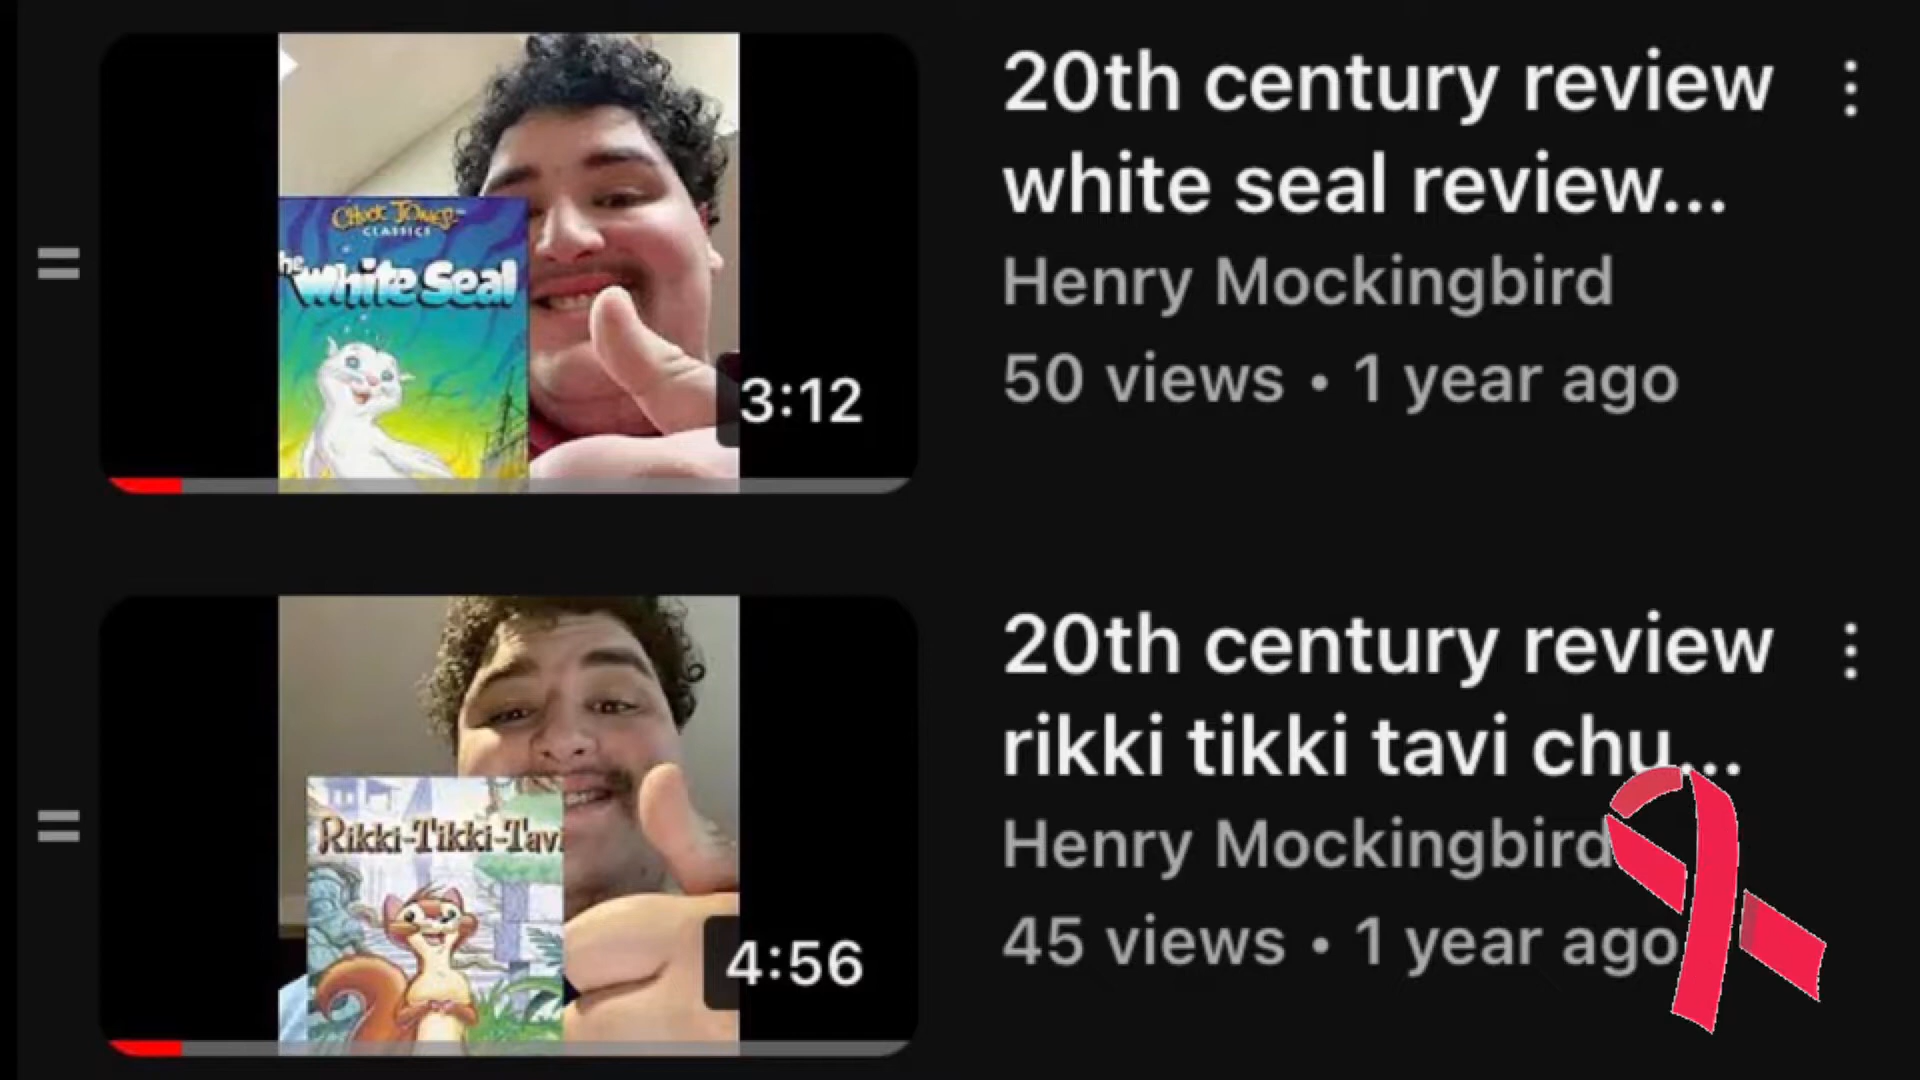 CHUCK JONES
CLASSICS
The White Seal
3:12
20th century review
white seal review...
Henry Mockingbird
50 views • 1 year ago
Rikki-Tikki-Tavi
4:56
20th century review
rikki tikki tavi chu...
Henry Mockingbird
45 views • 1 year ago